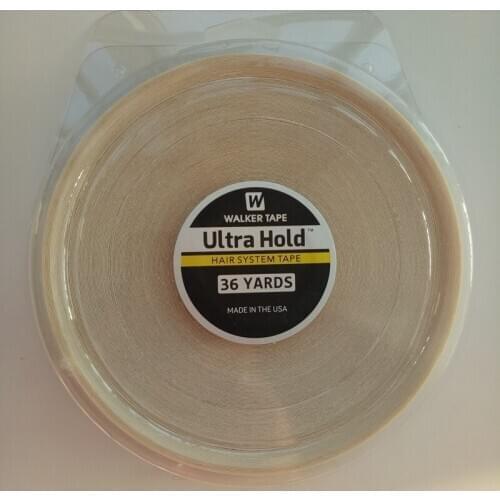 W
WALKER TAPE
Ultra Hold™
HAIR SYSTEM TAPE
36 YARDS
MADE IN THE USA